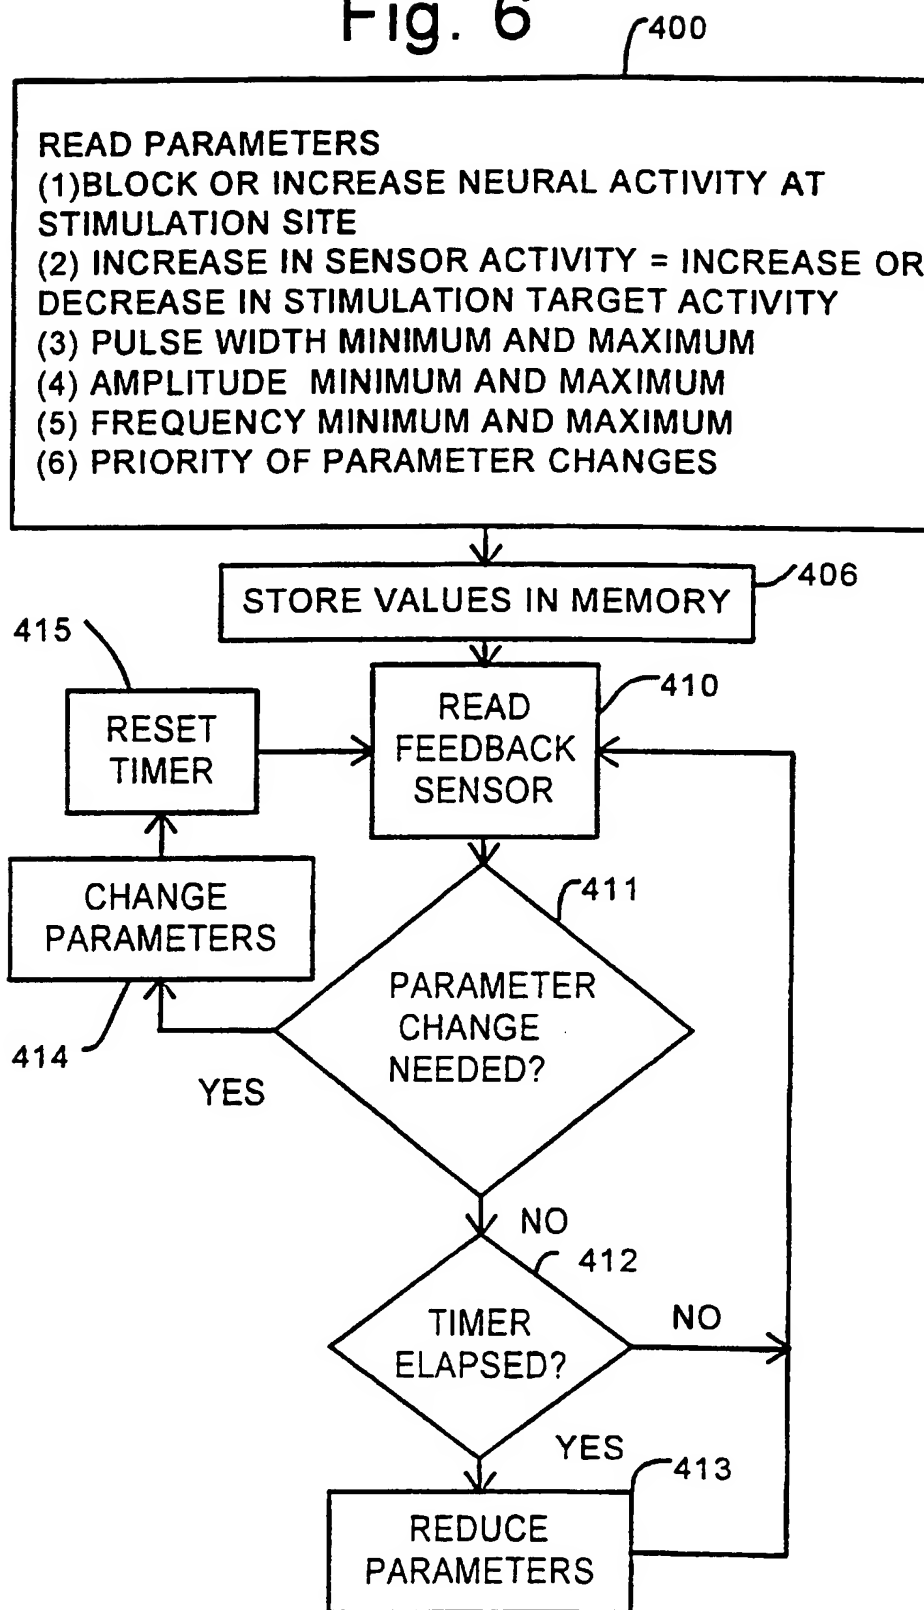 Fig. 6
400
READ PARAMETERS
(1)BLOCK OR INCREASE NEURAL ACTIVITY AT
STIMULATION SITE
(2) INCREASE IN SENSOR ACTIVITY = INCREASE OR
DECREASE IN STIMULATION TARGET ACTIVITY
(3) PULSE WIDTH MINIMUM AND MAXIMUM
(4) AMPLITUDE MINIMUM AND MAXIMUM
(5) FREQUENCY MINIMUM AND MAXIMUM
(6) PRIORITY OF PARAMETER CHANGES
406
STORE VALUES IN MEMORY
415
410
READ
FEEDBACK
SENSOR
RESET
TIMER
CHANGE
PARAMETERS
411
PARAMETER
CHANGE
NEEDED?
414
YES
NO
412
TIMER
ELAPSED?
NO
YES
413
REDUCE
PARAMETERS